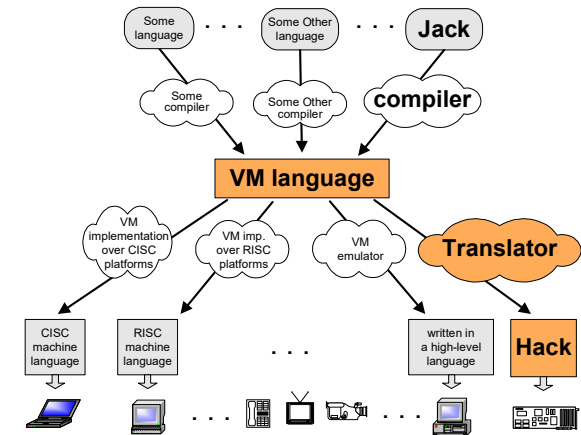 Some
language
. . .
Some Other
language
. . .
Jack
Some
compiler
Some Other
compiler
compiler
VM language
VM
implementation
over CISC
platforms
VM imp.
over RISC
platforms
VM
emulator
Translator
CISC
machine
language
RISC
machine
language
. . .
written in
a high-level
language
Hack
. . .
. . .